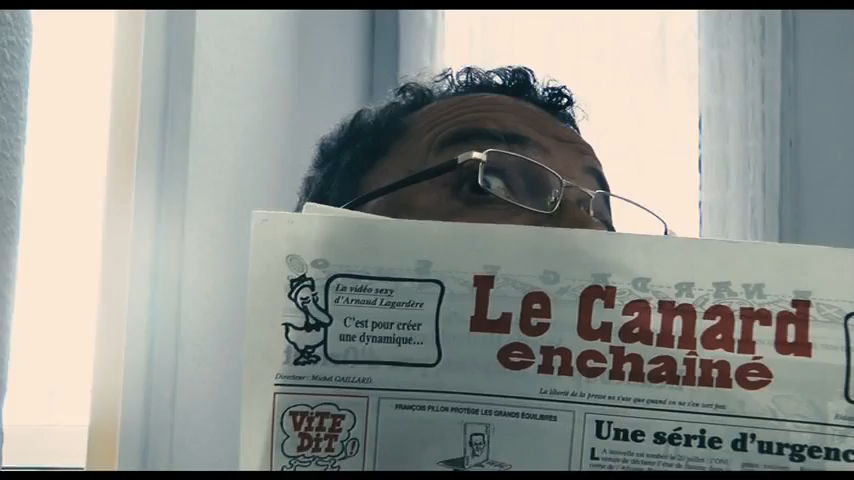 La vidéo sexy
d'Arnaud Lagardère
C'est pour créer
une dynamique...
Le Canard
enchaîné
Directeur : Michel GAILLARD
La liberté de la presse ne s'use que quand on ne s'en sert pas.
VITE
DIT
FRANÇOIS FILLON PROTÈGE LES GRANDS ÉQUILIBRES
Une série d'urgenc